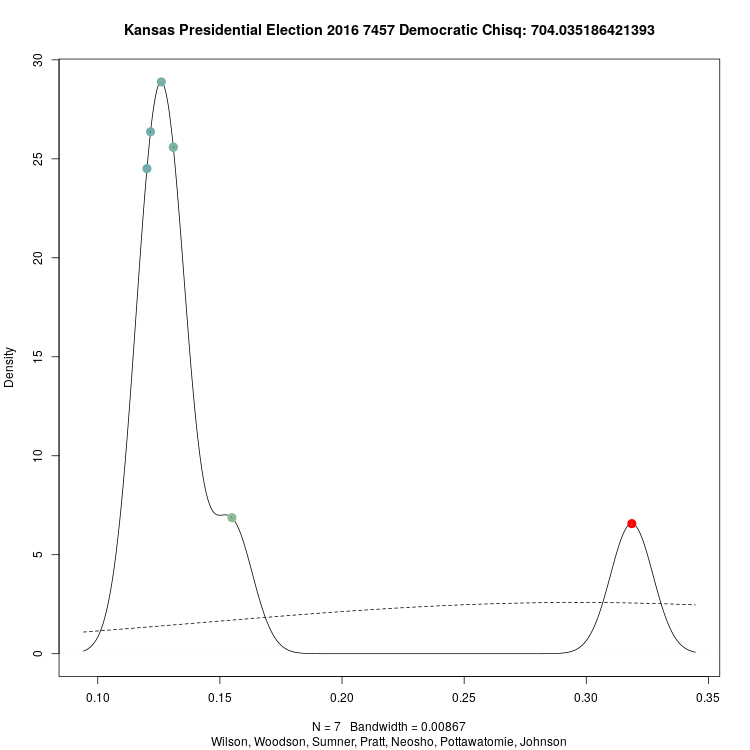 Kansas Presidential Election 2016 7457 Democratic Chisq: 704.035186421393
30
25
20
15
10
5
0
Density
0.10 0.15 0.20 0.25 0.30 0.35
N = 7 Bandwidth = 0.00867
Wilson, Woodson, Sumner, Pratt, Neosho, Pottawatomie, Johnson